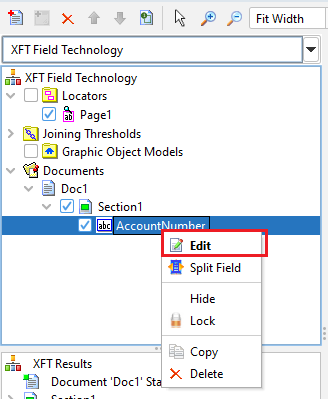 Fit Width
XFT Field Technology
XFT Field Technology
Locators
Page1
Joining Thresholds
Graphic Object Models
Documents
Doc1
Section1
abc AccountNumber
Edit
Split Field
Hide
Lock
Copy
Delete
XFT Results
Document 'Doc1' Sta
Section1